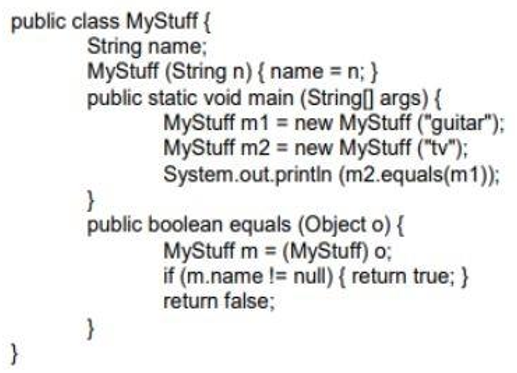 public class MyStuff {
String name;
MyStuff (String n) { name = n; }
public static void main (String[] args) {
MyStuff m1 = new MyStuff ("guitar");
MyStuff m2 = new MyStuff ("tv");
System.out.println (m2.equals(m1));
}
public boolean equals (Object o) {
MyStuff m = (MyStuff) o;
if (m.name != null) { return true; }
return false;
}
}